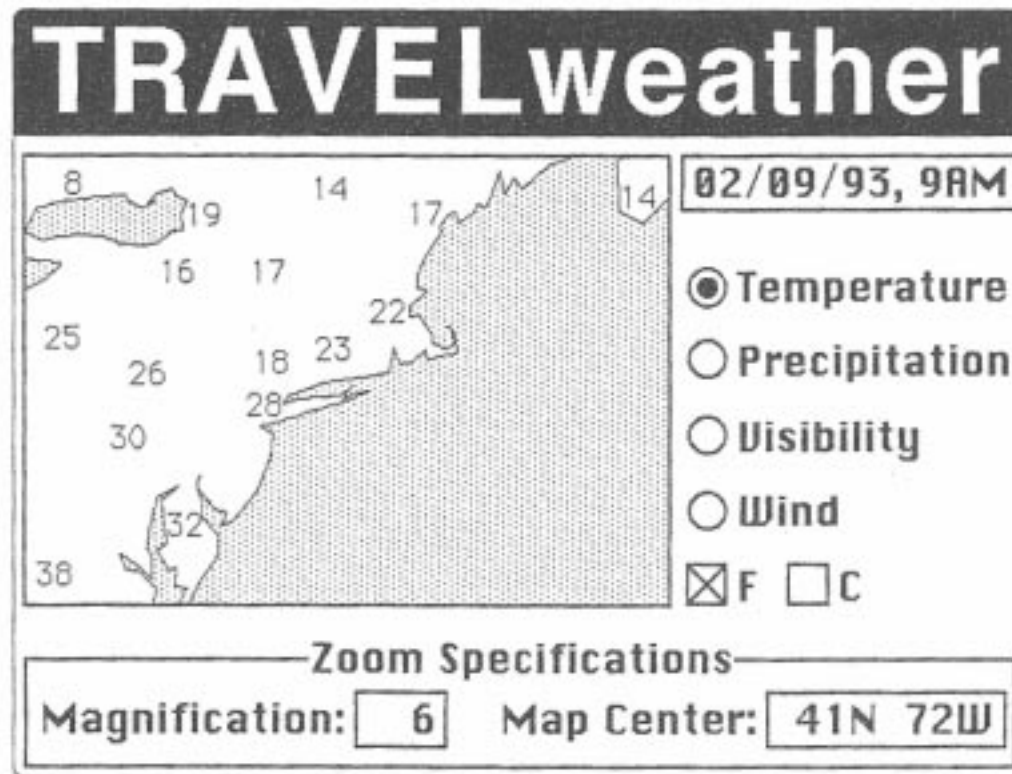 TRAVELweather
02/09/93, 9AM
8
14
14
19
17
16
17
22
25
26
18
23
28
30
32
38
Temperature
Precipitation
Visibility
Wind
F C
Zoom Specifications
Magnification: 6 Map Center: 41N 72W